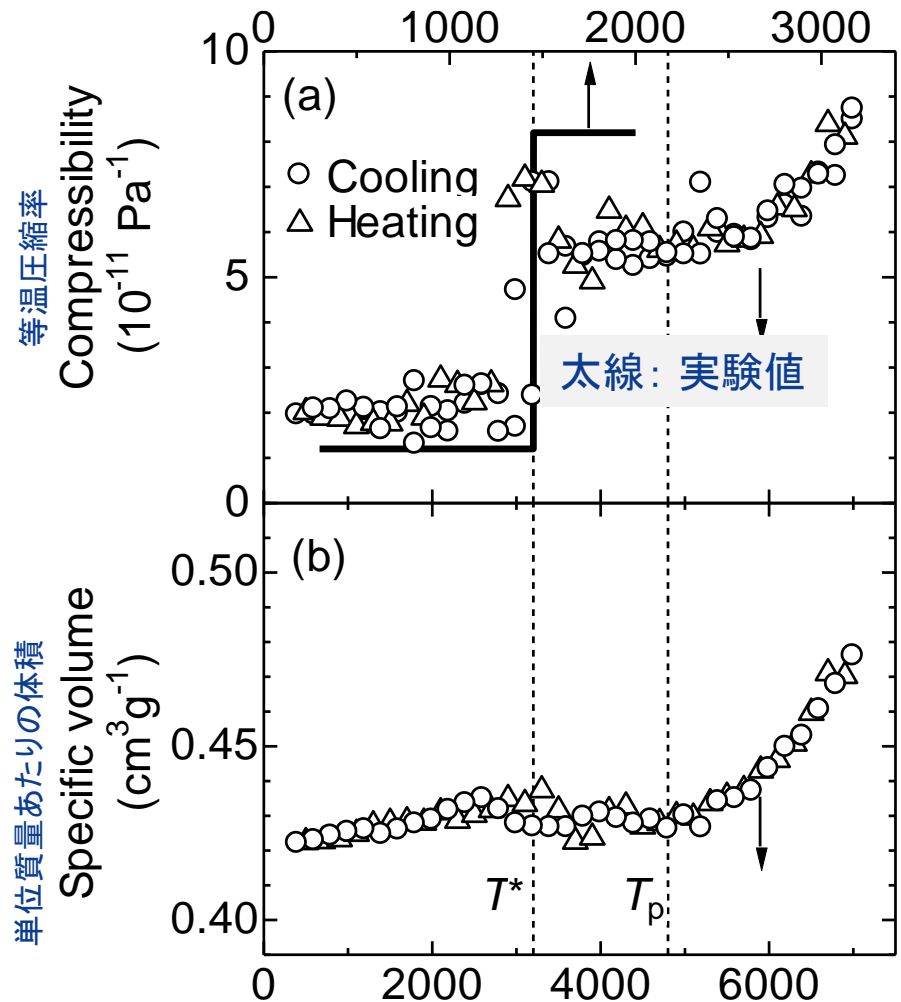 0 1000 2000 3000
10
5
0
(a)
Cooling
Heating
等温圧縮率
Compressibility
(10⁻¹¹ Pa⁻¹)
太線: 実験値
(b)
0.50
0.45
0.40
単位質量あたりの体積
Specific volume
(cm³g⁻¹)
T*
Tₚ
0 2000 4000 6000